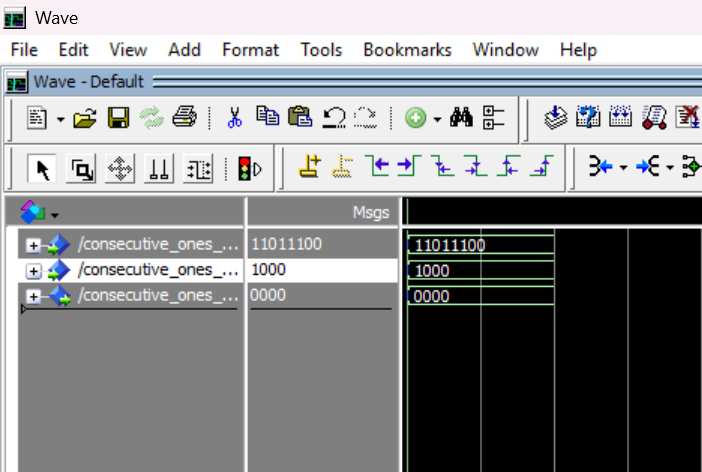 Wave
File Edit View Add Format Tools Bookmarks Window Help
Wave - Default
Msgs
/consecutive_ones_... 11011100 11011100
/consecutive_ones_... 1000 1000
/consecutive_ones_... 0000 0000